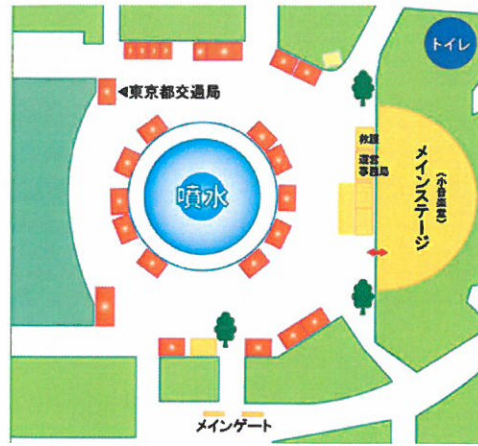 トイレ
◀東京都交通局
救護
運営
事務局
メインステージ
(小音楽堂)
噴水
メインゲート